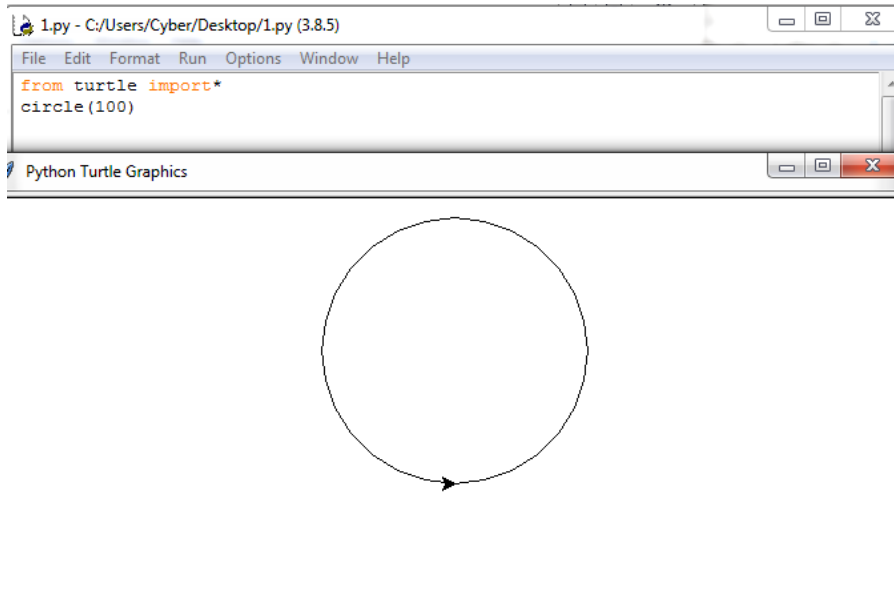 1.py - C:/Users/Cyber/Desktop/1.py (3.8.5)
File Edit Format Run Options Window Help
from turtle import*
circle(100)
Python Turtle Graphics